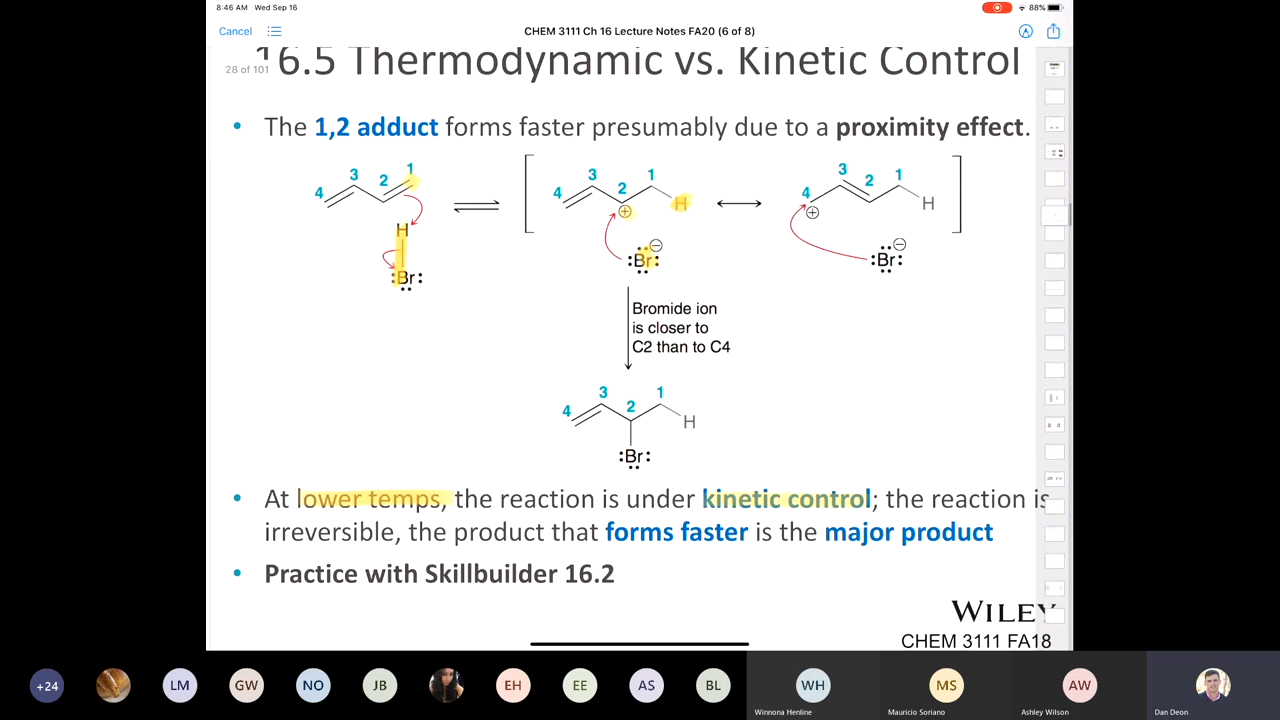 8:46 AM Wed Sep 16
88%
Cancel
CHEM 3111 Ch 16 Lecture Notes FA20 (6 of 8)
28 of 101
16.5 Thermodynamic vs. Kinetic Control
• The 1,2 adduct forms faster presumably due to a proximity effect.
4 3 2 1
H
:Br:
4 3 2 1
H
⊕
:Br: ⊖
4 3 2 1
H
⊕
:Br: ⊖
Bromide ion
is closer to
C2 than to C4
4 3 2 1
H
:Br:
• At lower temps, the reaction is under kinetic control; the reaction is
irreversible, the product that forms faster is the major product
• Practice with Skillbuilder 16.2
WILEY
CHEM 3111 FA18
+24 LM GW NO JB EH EE AS BL WH MS AW
Winnona Henline Mauricio Soriano Ashley Wilson Dan Deon